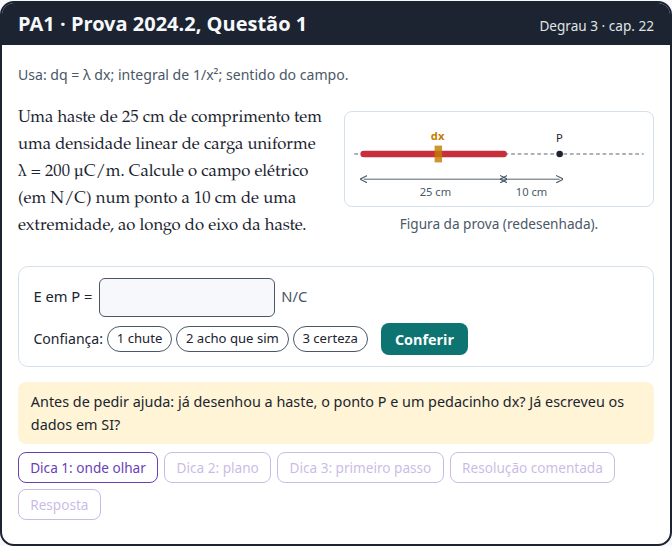 PA1 · Prova 2024.2, Questão 1
Degrau 3 · cap. 22
Usa: dq = λ dx; integral de 1/x²; sentido do campo.
Uma haste de 25 cm de comprimento tem
uma densidade linear de carga uniforme
λ = 200 μC/m. Calcule o campo elétrico
(em N/C) num ponto a 10 cm de uma
extremidade, ao longo do eixo da haste.
dx
P
25 cm
10 cm
Figura da prova (redesenhada).
E em P =
N/C
Confiança: 1 chute 2 acho que sim 3 certeza Conferir
Antes de pedir ajuda: já desenhou a haste, o ponto P e um pedacinho dx? Já escreveu os
dados em SI?
Dica 1: onde olhar Dica 2: plano Dica 3: primeiro passo Resolução comentada
Resposta